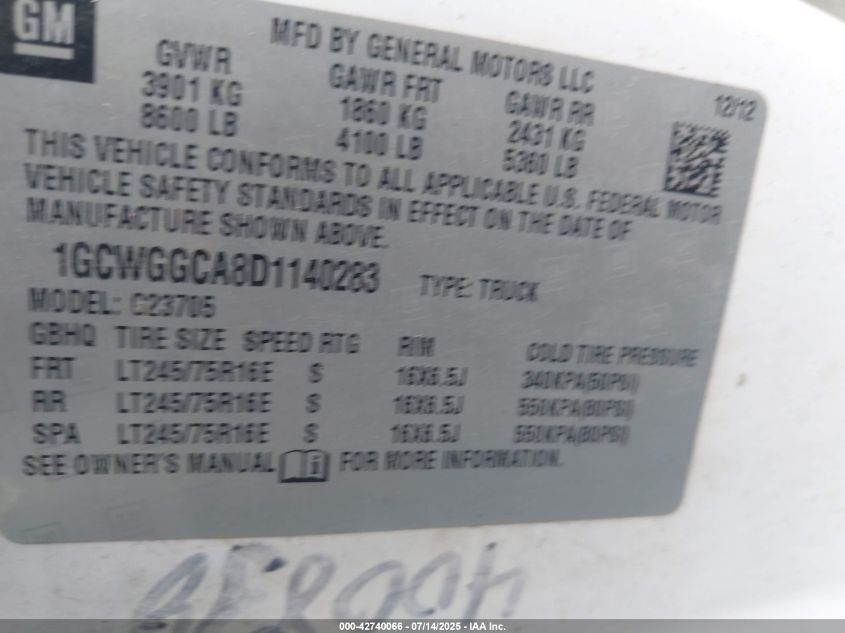 GM
MFD BY GENERAL MOTORS LLC
GVWR GAWR FRT GAWR RR 12/12
3901 KG 1860 KG 2431 KG
8600 LB 4100 LB 5360 LB
THIS VEHICLE CONFORMS TO ALL APPLICABLE U.S. FEDERAL MOTOR
VEHICLE SAFETY STANDARDS IN EFFECT ON THE DATE OF
MANUFACTURE SHOWN ABOVE.
1GCWGGCA8D1140283 TYPE: TRUCK
MODEL: G23705
GBHQ TIRE SIZE SPEED RTG RIM COLD TIRE PRESSURE
FRT LT245/75R16E S 16X6.5J 340KPA(50PSI)
RR LT245/75R16E S 16X6.5J 550KPA(80PSI)
SPA LT245/75R16E S 16X6.5J 550KPA(80PSI)
SEE OWNER'S MANUAL i FOR MORE INFORMATION.
000-42740066 - 07/14/2025 - IAA Inc.